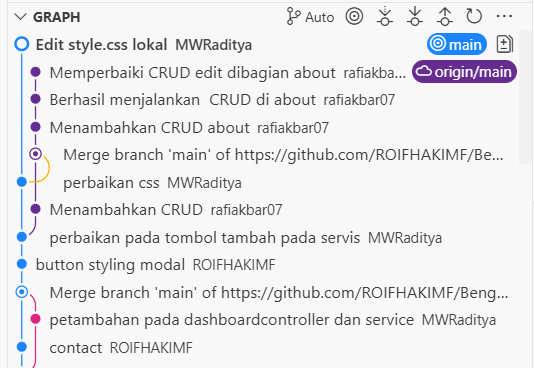 GRAPH Auto ...
Edit style.css lokal MWRaditya main
Memperbaiki CRUD edit dibagian about rafiakba... origin/main
Berhasil menjalankan CRUD di about rafiakbar07
Menambahkan CRUD about rafiakbar07
Merge branch 'main' of https://github.com/ROIFHAKIMF/Be...
perbaikan css MWRaditya
Menambahkan CRUD rafiakbar07
perbaikan pada tombol tambah pada servis MWRaditya
button styling modal ROIFHAKIMF
Merge branch 'main' of https://github.com/ROIFHAKIMF/Beng...
petambahan pada dashboardcontroller dan service MWRaditya
contact ROIFHAKIMF